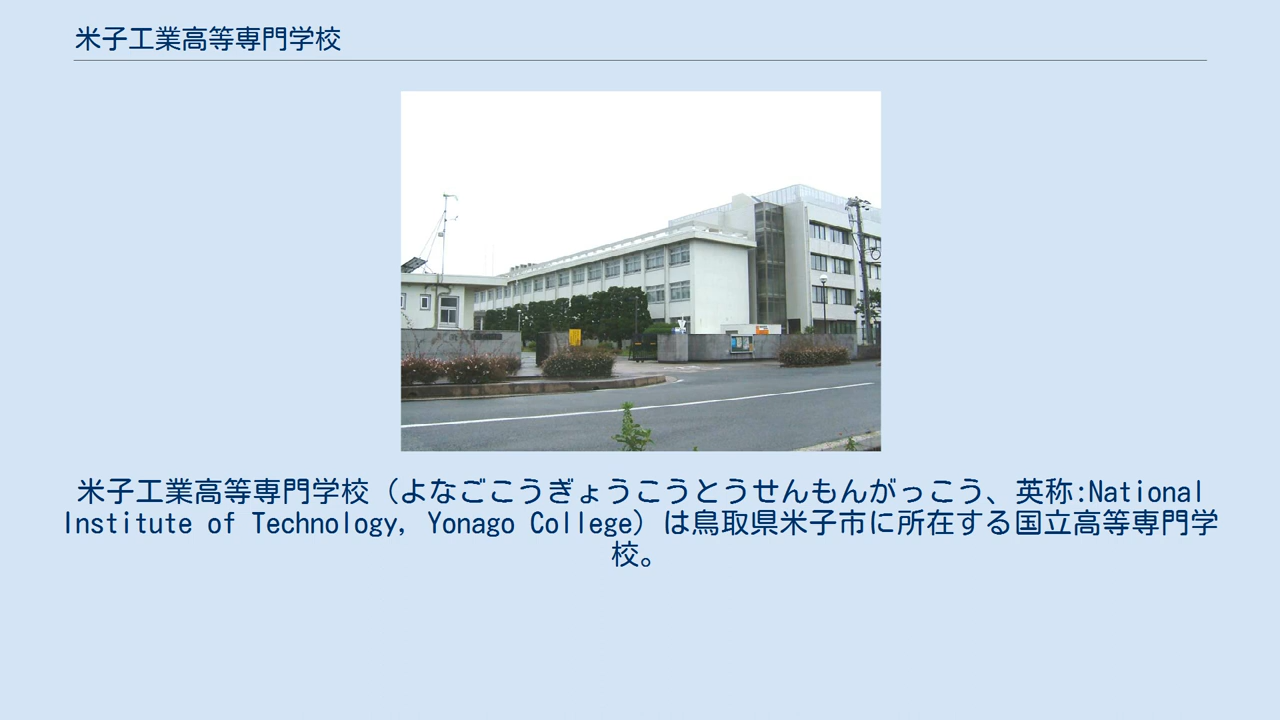 米子工業高等専門学校
米子工業高等専門学校（よなごこうぎょうこうとうせんもんがっこう、英称:National
Institute of Technology, Yonago College）は鳥取県米子市に所在する国立高等専門学
校。